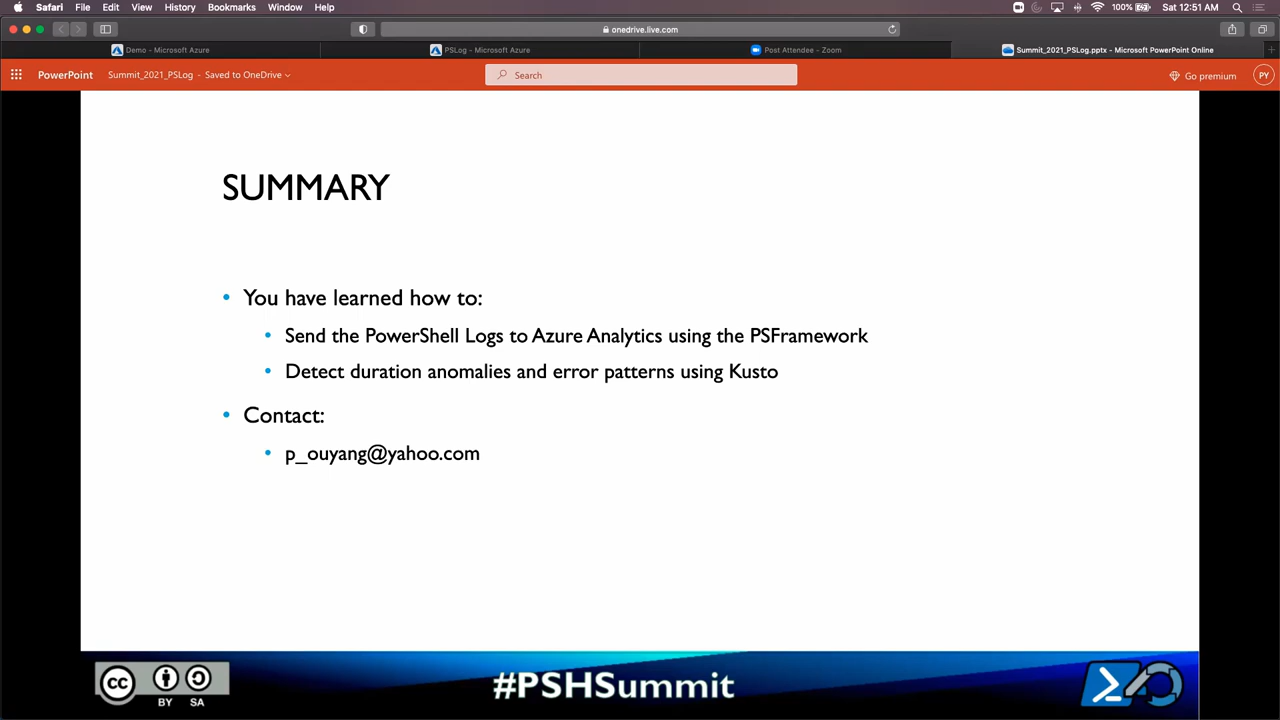 Safari File Edit View History Bookmarks Window Help 100% Sat 12:51 AM
onedrive.live.com
Demo - Microsoft Azure PSLog - Microsoft Azure Post Attendee - Zoom Summit_2021_PSLog.pptx - Microsoft PowerPoint Online
PowerPoint Summit_2021_PSLog - Saved to OneDrive Search Go premium PY
SUMMARY
• You have learned how to:
• Send the PowerShell Logs to Azure Analytics using the PSFramework
• Detect duration anomalies and error patterns using Kusto
• Contact:
• p_ouyang@yahoo.com
cc BY SA
#PSHSummit